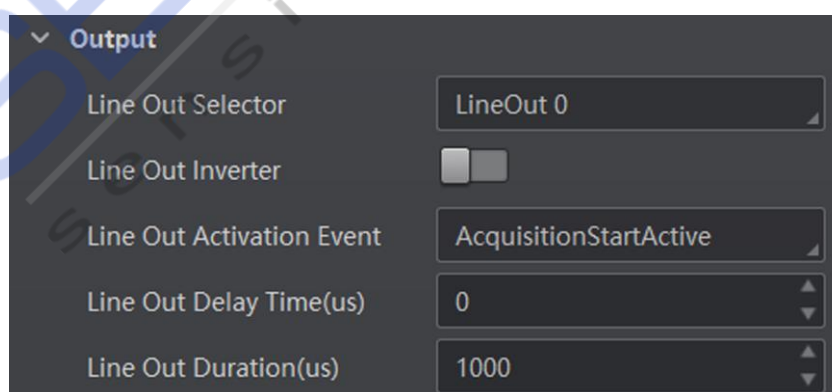 Output
Line Out Selector LineOut 0
Line Out Inverter
Line Out Activation Event AcquisitionStartActive
Line Out Delay Time(us) 0
Line Out Duration(us) 1000